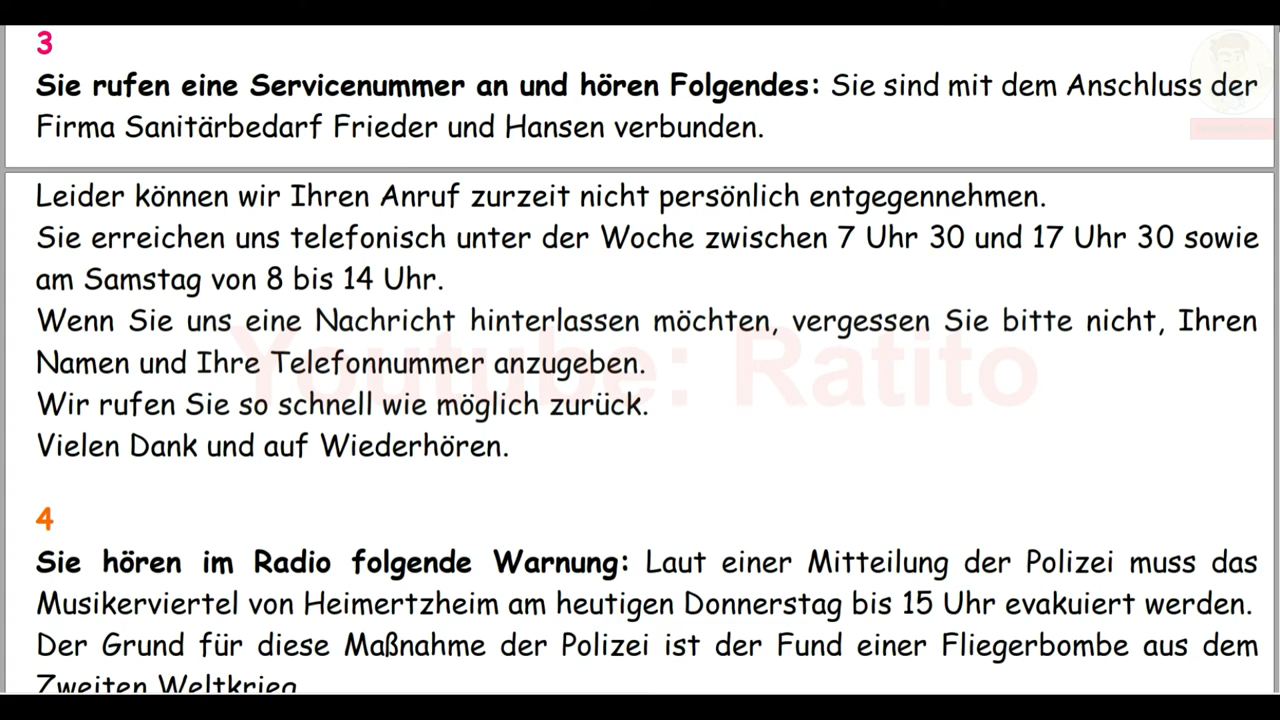 3
Sie rufen eine Servicenummer an und hören Folgendes: Sie sind mit dem Anschluss der
Firma Sanitärbedarf Frieder und Hansen verbunden.
Leider können wir Ihren Anruf zurzeit nicht persönlich entgegennehmen.
Sie erreichen uns telefonisch unter der Woche zwischen 7 Uhr 30 und 17 Uhr 30 sowie
am Samstag von 8 bis 14 Uhr.
Wenn Sie uns eine Nachricht hinterlassen möchten, vergessen Sie bitte nicht, Ihren
Namen und Ihre Telefonnummer anzugeben.
Youtube: Ratito
Wir rufen Sie so schnell wie möglich zurück.
Vielen Dank und auf Wiederhören.
4
Sie hören im Radio folgende Warnung: Laut einer Mitteilung der Polizei muss das
Musikerviertel von Heimertzheim am heutigen Donnerstag bis 15 Uhr evakuiert werden.
Der Grund für diese Maßnahme der Polizei ist der Fund einer Fliegerbombe aus dem
Zweiten Weltkrieg